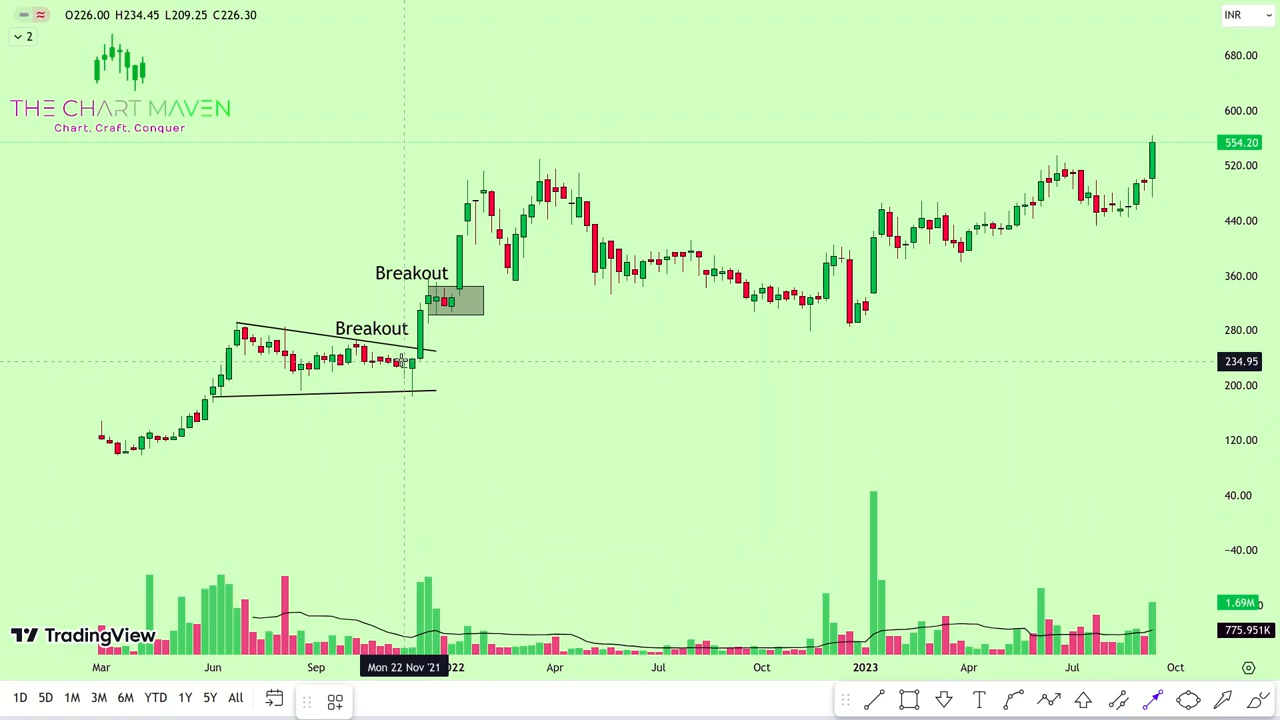 O226.00 H234.45 L209.25 C226.30
INR
2
THE CHART MAVEN
Chart, Craft, Conquer
680.00
600.00
554.20
520.00
440.00
360.00
280.00
234.95
200.00
120.00
40.00
−40.00
Breakout
Breakout
1.69M
0
775.951K
TradingView
Mar
Jun
Sep
Mon 22 Nov '21
2022
Apr
Jul
Oct
2023
Apr
Jul
Oct
1D 5D 1M 3M 6M YTD 1Y 5Y All